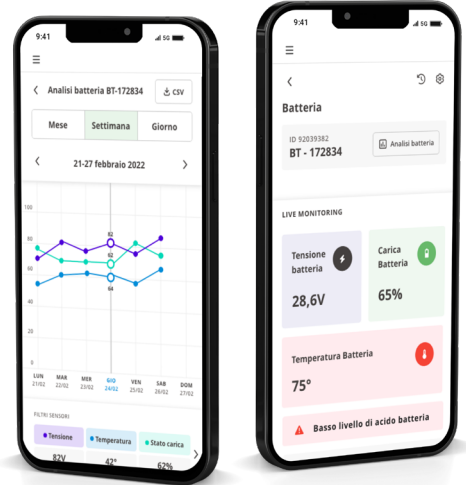 9:41
5G
Analisi batteria BT-172834
CSV
Mese
Settimana
Giorno
21-27 febbraio 2022
100
80
60
40
20
0
82
62
64
LUN
21/02
MAR
22/02
MER
23/02
GIO
24/02
VEN
25/02
SAB
26/02
DOM
27/02
FILTRI SENSORI
Tensione
Temperatura
Stato carica
82V
42°
62%
9:41
5G
Batteria
ID 92039382
BT - 172834
Analisi batteria
LIVE MONITORING
Tensione
batteria
28,6V
Carica
Batteria
65%
Temperatura Batteria
75°
Basso livello di acido batteria